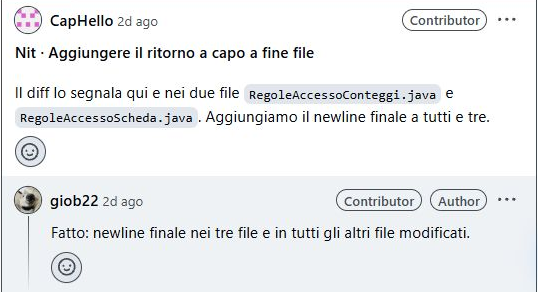 CapHello 2d ago Contributor ...
Nit · Aggiungere il ritorno a capo a fine file
Il diff lo segnala qui e nei due file RegoleAccessoConteggi.java e
RegoleAccessoScheda.java. Aggiungiamo il newline finale a tutti e tre.
giob22 2d ago Contributor Author ...
Fatto: newline finale nei tre file e in tutti gli altri file modificati.